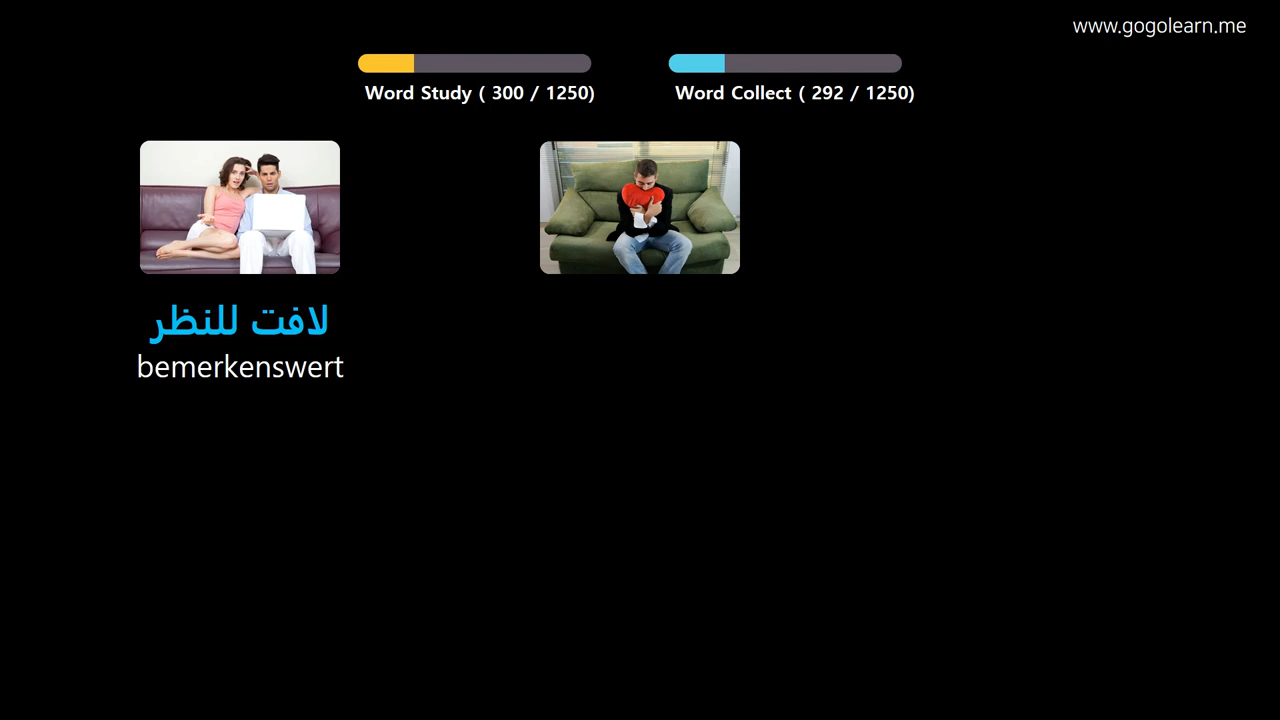 www.gogolearn.me
Word Study ( 300 / 1250)
Word Collect ( 292 / 1250)
لافت للنظر
bemerkenswert